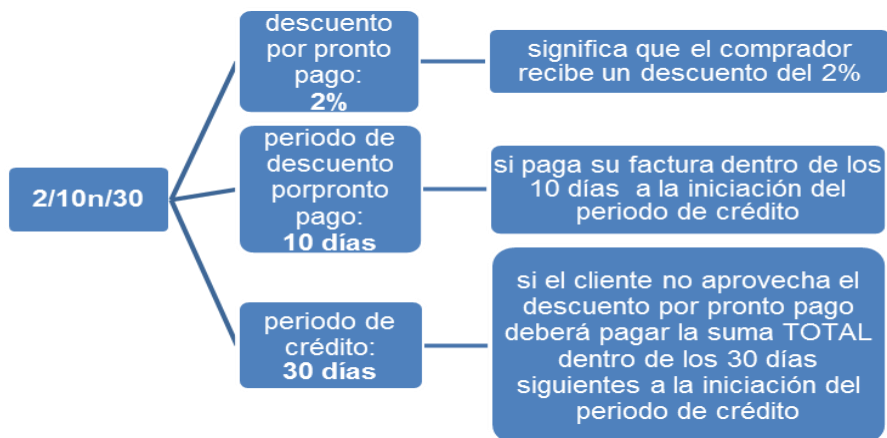 2/10n/30
descuento
por pronto
pago:
2%
significa que el comprador
recibe un descuento del 2%
periodo de
descuento
porpronto
pago:
10 días
si paga su factura dentro de los
10 días a la iniciación del
periodo de crédito
periodo de
crédito:
30 días
si el cliente no aprovecha el
descuento por pronto pago
deberá pagar la suma TOTAL
dentro de los 30 días
siguientes a la iniciación del
periodo de crédito